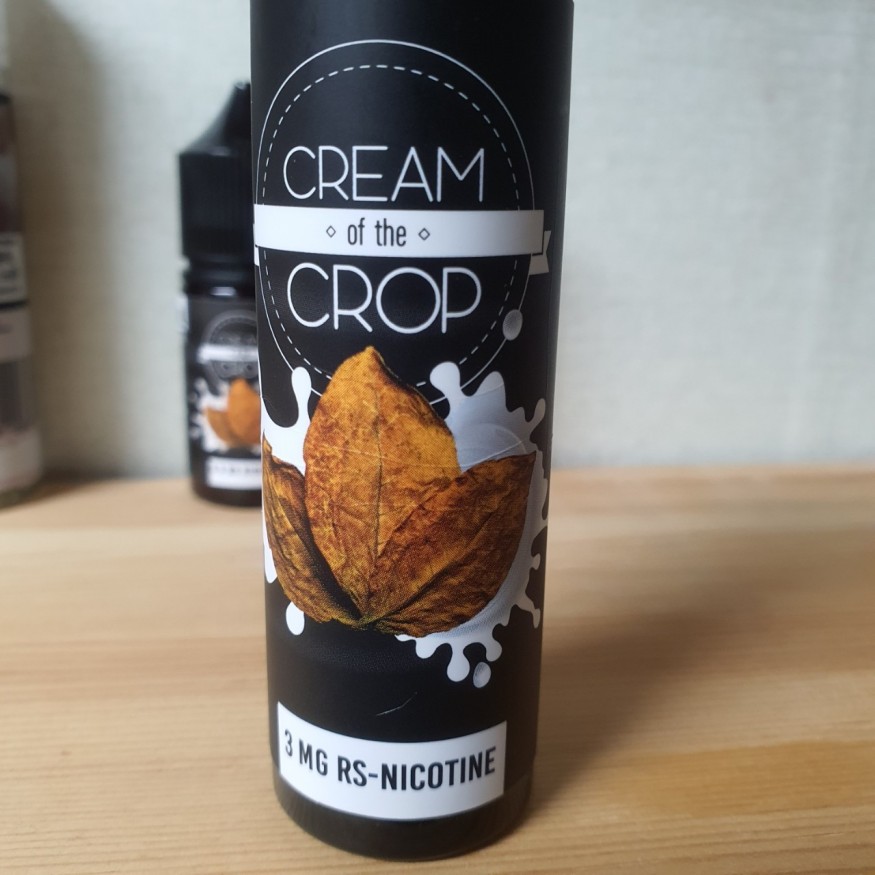 CREAM
of the
CROP
3 MG RS-NICOTINE